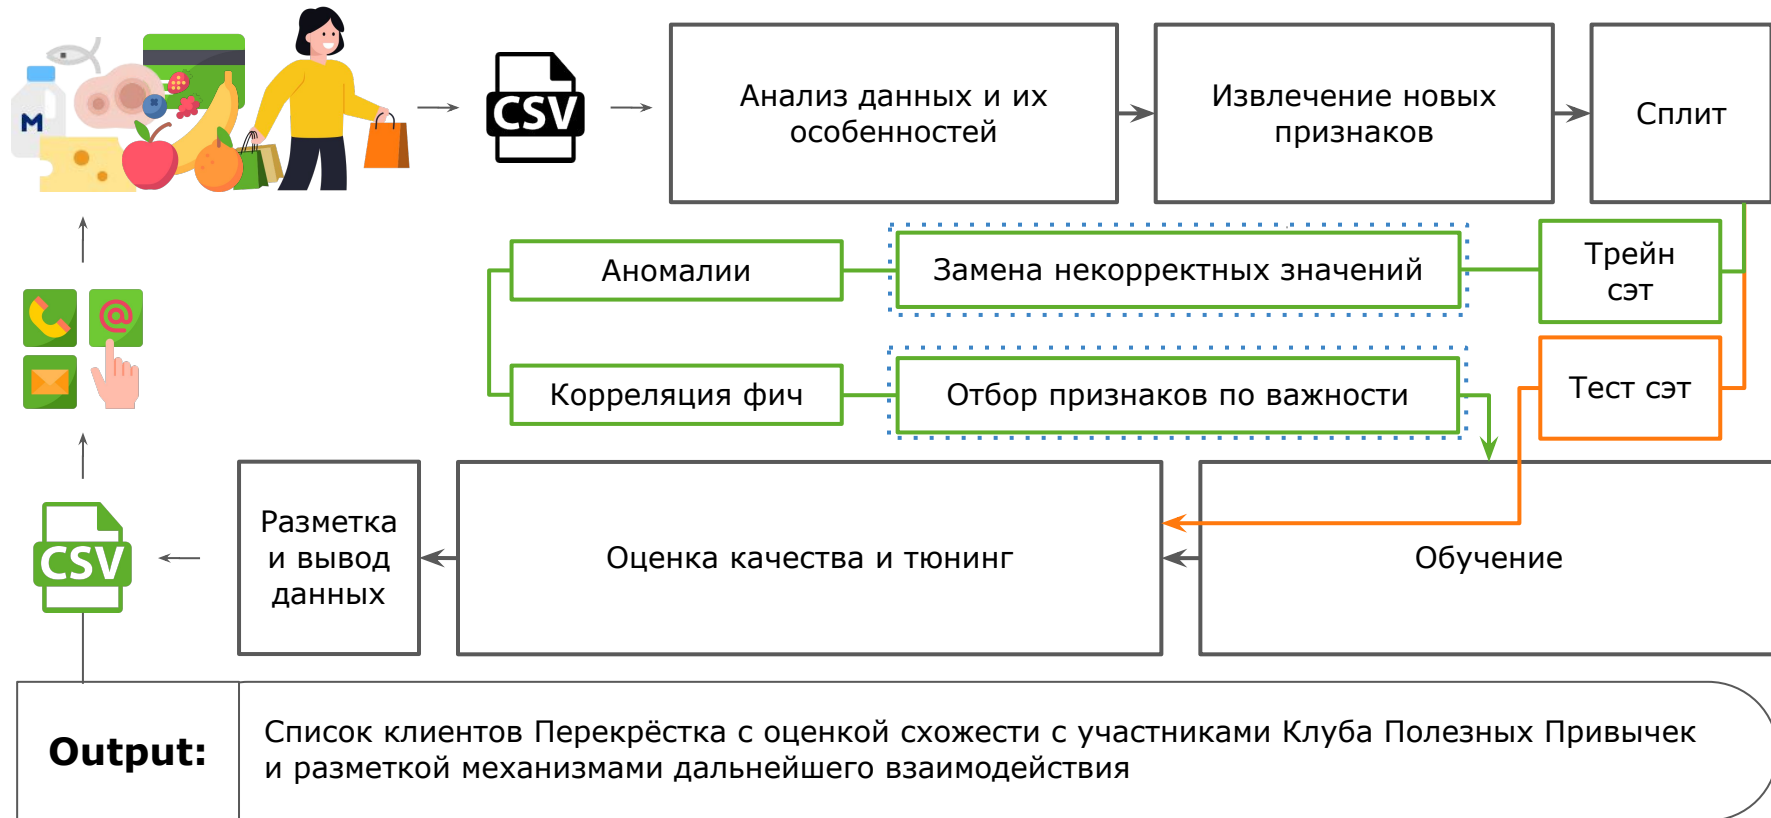 M
CSV
Анализ данных и их
особенностей
Извлечение новых
признаков
Сплит
Аномалии
Замена некорректных значений
Трейн
сэт
Корреляция фич
Отбор признаков по важности
Тест сэт
@
CSV
Разметка
и вывод
данных
Оценка качества и тюнинг
Обучение
Output:
Список клиентов Перекрёстка с оценкой схожести с участниками Клуба Полезных Привычек
и разметкой механизмами дальнейшего взаимодействия